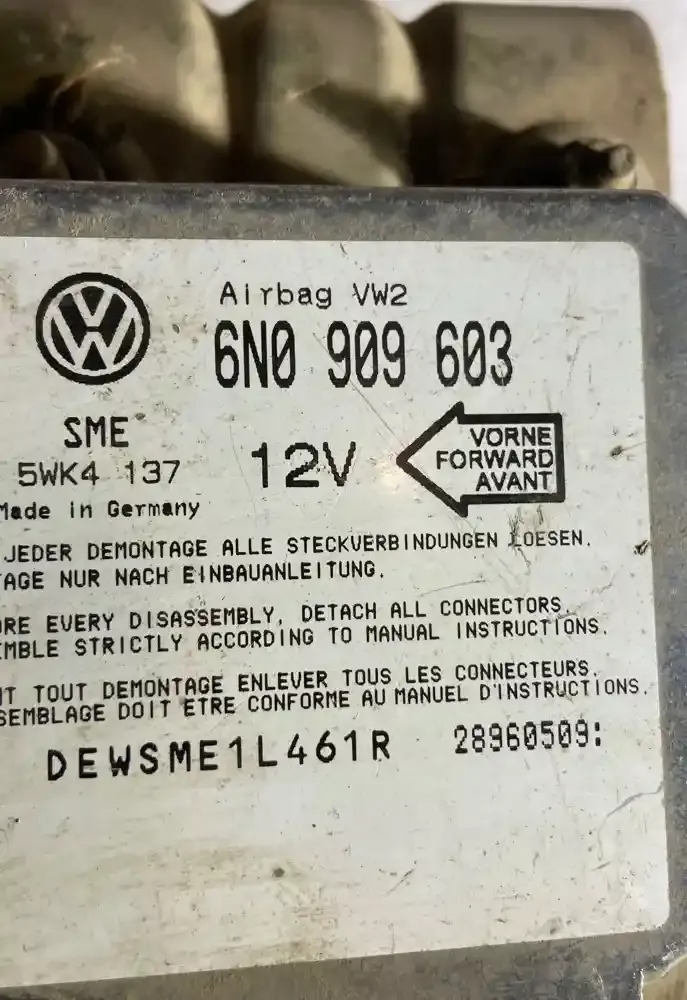 Airbag VW2
6N0 909 603
SME
5WK4 137
12V
VORNE
FORWARD
AVANT
Made in Germany
JEDER DEMONTAGE ALLE STECKVERBINDUNGEN LOESEN.
TAGE NUR NACH EINBAUANLEITUNG.
ORE EVERY DISASSEMBLY, DETACH ALL CONNECTORS.
EMBLE STRICTLY ACCORDING TO MANUAL INSTRUCTIONS.
NT TOUT DEMONTAGE ENLEVER TOUS LES CONNECTEURS.
SEMBLAGE DOIT ETRE CONFORME AU MANUEL D'INSTRUCTIONS.
DEWSME1L461R
28960509: